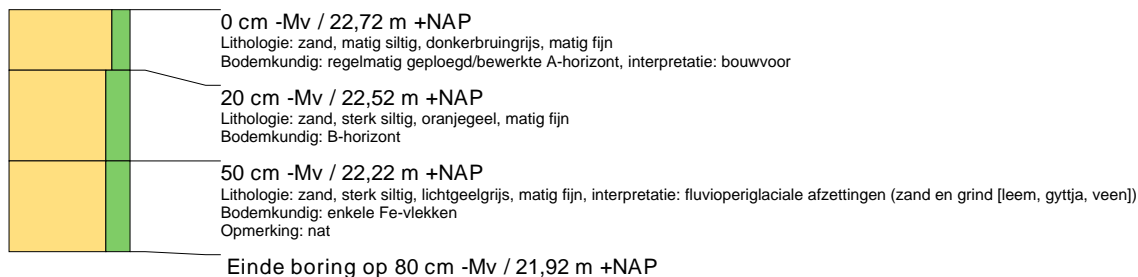 0 cm -Mv / 22,72 m +NAP
Lithologie: zand, matig siltig, donkerbruingrijs, matig fijn
Bodemkundig: regelmatig geploegd/bewerkte A-horizont, interpretatie: bouwvoor
20 cm -Mv / 22,52 m +NAP
Lithologie: zand, sterk siltig, oranjegeel, matig fijn
Bodemkundig: B-horizont
50 cm -Mv / 22,22 m +NAP
Lithologie: zand, sterk siltig, lichtgeelgrijs, matig fijn, interpretatie: fluvioperiglaciale afzettingen (zand en grind [leem, gyttja, veen])
Bodemkundig: enkele Fe-vlekken
Opmerking: nat
Einde boring op 80 cm -Mv / 21,92 m +NAP